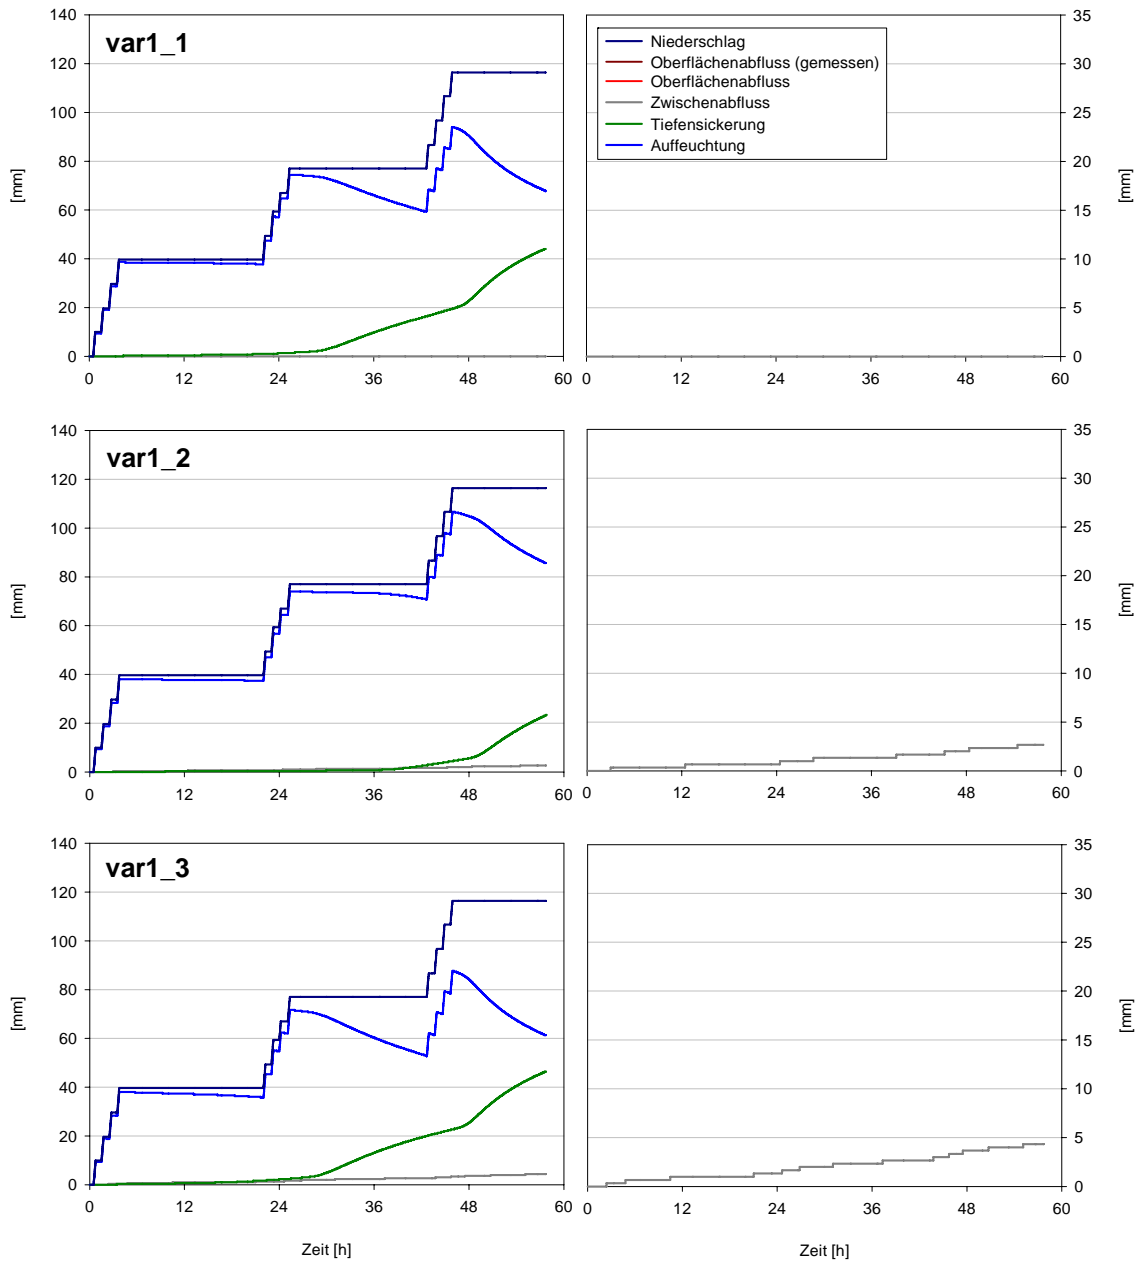 var1_1
140
120
100
80
60
40
20
0
[mm]
0 12 24 36 48 60
Niederschlag
Oberflächenabfluss (gemessen)
Oberflächenabfluss
Zwischenabfluss
Tiefensickerung
Auffeuchtung
35
30
25
20
15
10
5
0
[mm]
0 12 24 36 48 60
var1_2
140
120
100
80
60
40
20
0
[mm]
0 12 24 36 48 60
35
30
25
20
15
10
5
0
[mm]
0 12 24 36 48 60
var1_3
140
120
100
80
60
40
20
0
[mm]
0 12 24 36 48 60
Zeit [h]
35
30
25
20
15
10
5
0
[mm]
0 12 24 36 48 60
Zeit [h]